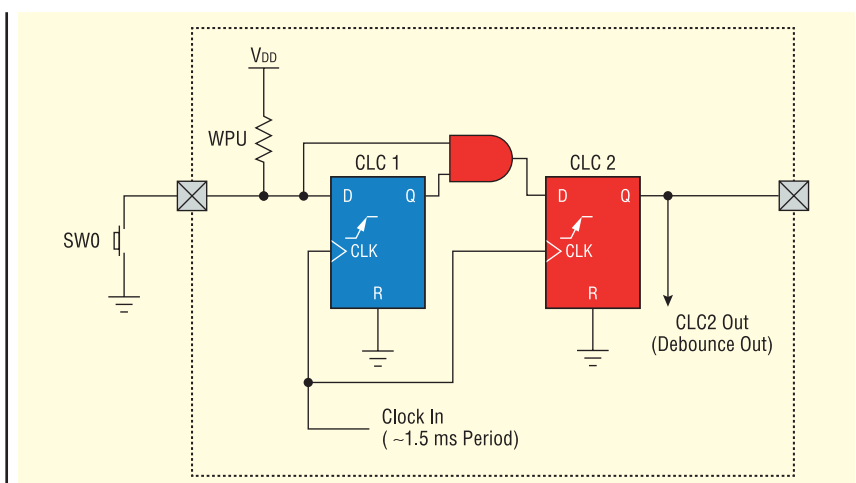 VDD
WPU
CLC 1
CLC 2
D
Q
D
Q
SW0
CLK
CLK
R
R
CLC2 Out
(Debounce Out)
Clock In
( ~1.5 ms Period)